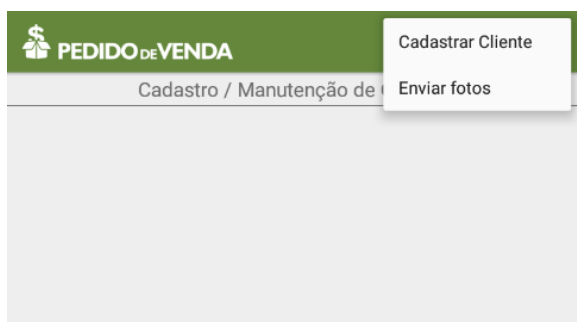 PEDIDO DE VENDA
Cadastrar Cliente
Cadastro / Manutenção de
Enviar fotos